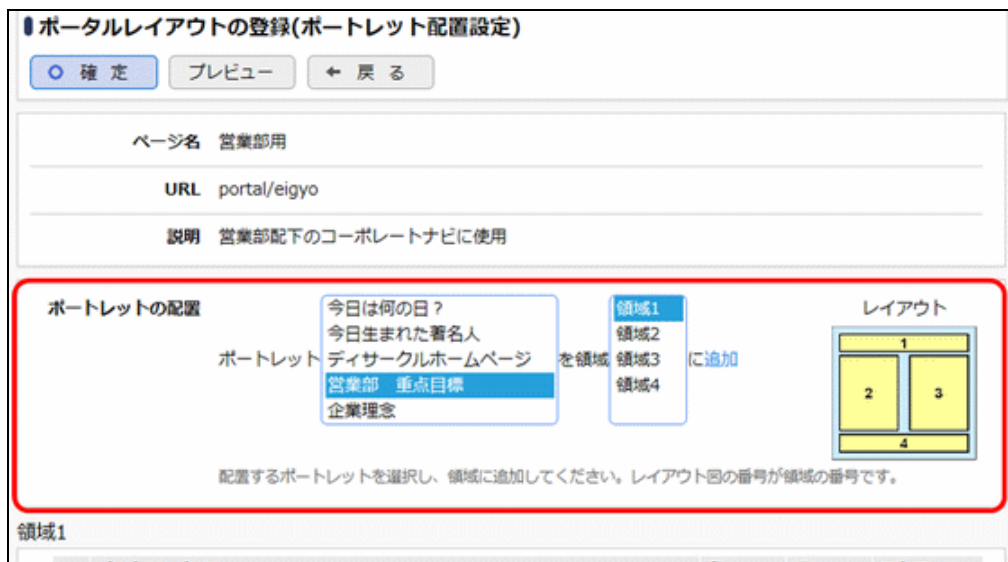 ポータルレイアウトの登録(ポートレット配置設定)
確 定 プレビュー 戻 る
ページ名 営業部用
URL portal/eigyo
説明 営業部配下のコーポレートナビに使用
ポートレットの配置 今日は何の日? 領域1 レイアウト
今日生まれた著名人 領域2 1
ポートレット ディサークルホームページ を領域 領域3 に追加
営業部 重点目標 領域4 2 3
企業理念
4
配置するポートレットを選択し、領域に追加してください。レイアウト図の番号が領域の番号です。
領域1